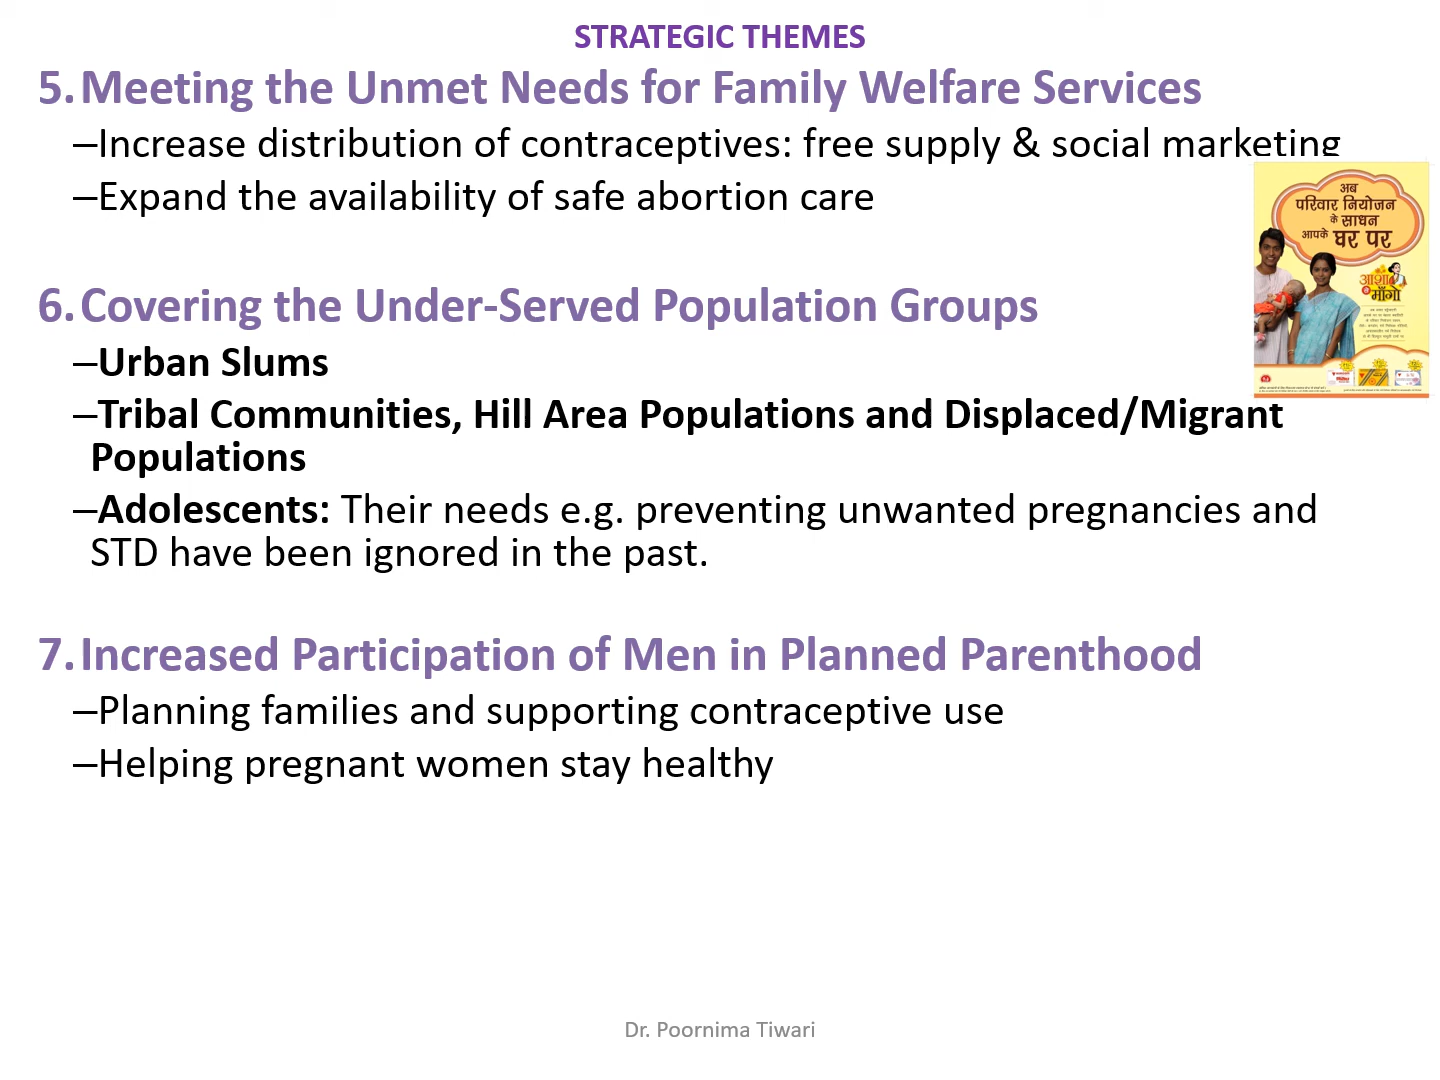 STRATEGIC THEMES
5. Meeting the Unmet Needs for Family Welfare Services
–Increase distribution of contraceptives: free supply & social marketing
–Expand the availability of safe abortion care
अब
परिवार नियोजन
के साधन
आपके घर पर
आशा
से मांगो
6. Covering the Under-Served Population Groups
–Urban Slums
–Tribal Communities, Hill Area Populations and Displaced/Migrant
Populations
–Adolescents: Their needs e.g. preventing unwanted pregnancies and
STD have been ignored in the past.
7. Increased Participation of Men in Planned Parenthood
–Planning families and supporting contraceptive use
–Helping pregnant women stay healthy
Dr. Poornima Tiwari